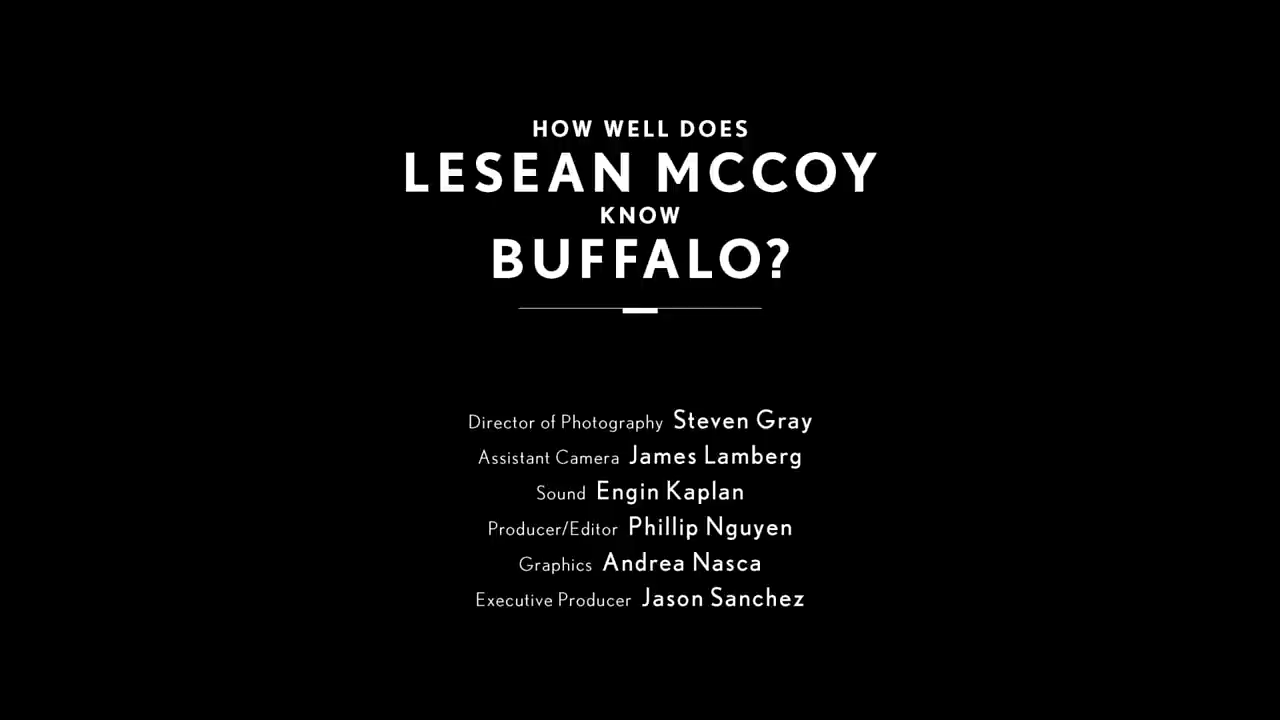 HOW WELL DOES
LESEAN MCCOY
KNOW
BUFFALO?
Director of Photography Steven Gray
Assistant Camera James Lamberg
Sound Engin Kaplan
Producer/Editor Phillip Nguyen
Graphics Andrea Nasca
Executive Producer Jason Sanchez